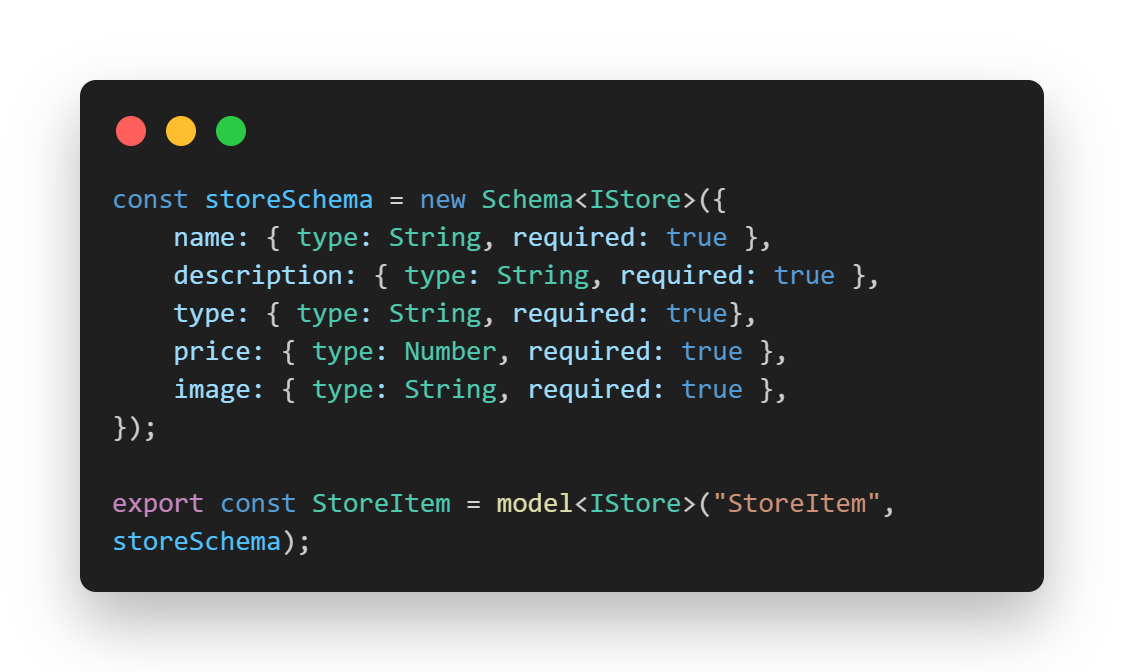 const storeSchema = new Schema<IStore>({
    name: { type: String, required: true },
    description: { type: String, required: true },
    type: { type: String, required: true},
    price: { type: Number, required: true },
    image: { type: String, required: true },
});

export const StoreItem = model<IStore>("StoreItem",
storeSchema);